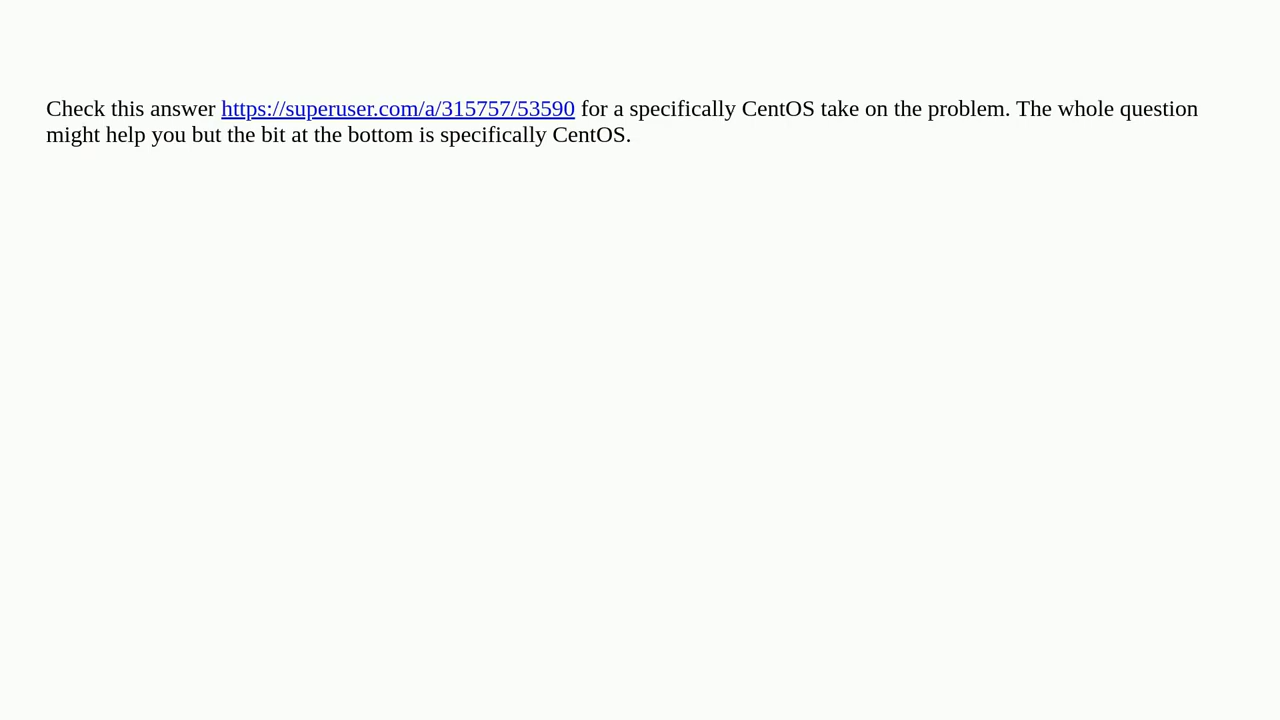 Check this answer https://superuser.com/a/315757/53590 for a specifically CentOS take on the problem. The whole question
might help you but the bit at the bottom is specifically CentOS.